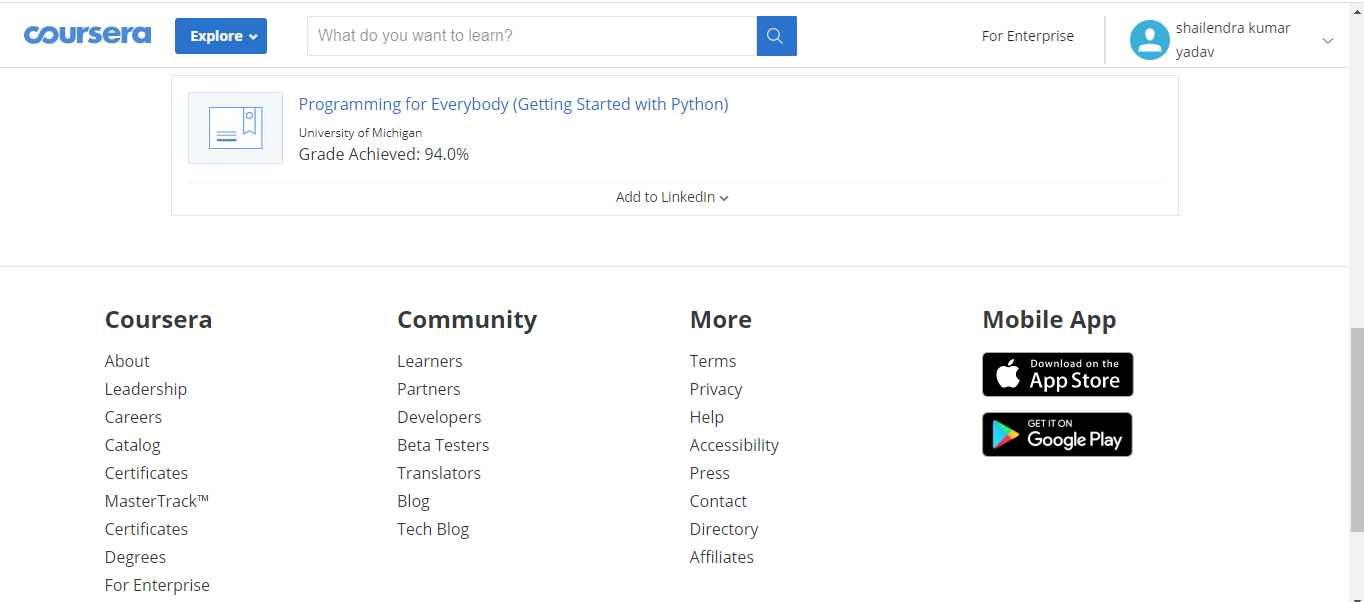 coursera
Explore
What do you want to learn?
For Enterprise
shailendra kumar
yadav
Programming for Everybody (Getting Started with Python)
University of Michigan
Grade Achieved: 94.0%
Add to LinkedIn
Coursera
About
Leadership
Careers
Catalog
Certificates
MasterTrack™
Certificates
Degrees
For Enterprise
Community
Learners
Partners
Developers
Beta Testers
Translators
Blog
Tech Blog
More
Terms
Privacy
Help
Accessibility
Press
Contact
Directory
Affiliates
Mobile App
Download on the
App Store
GET IT ON
Google Play